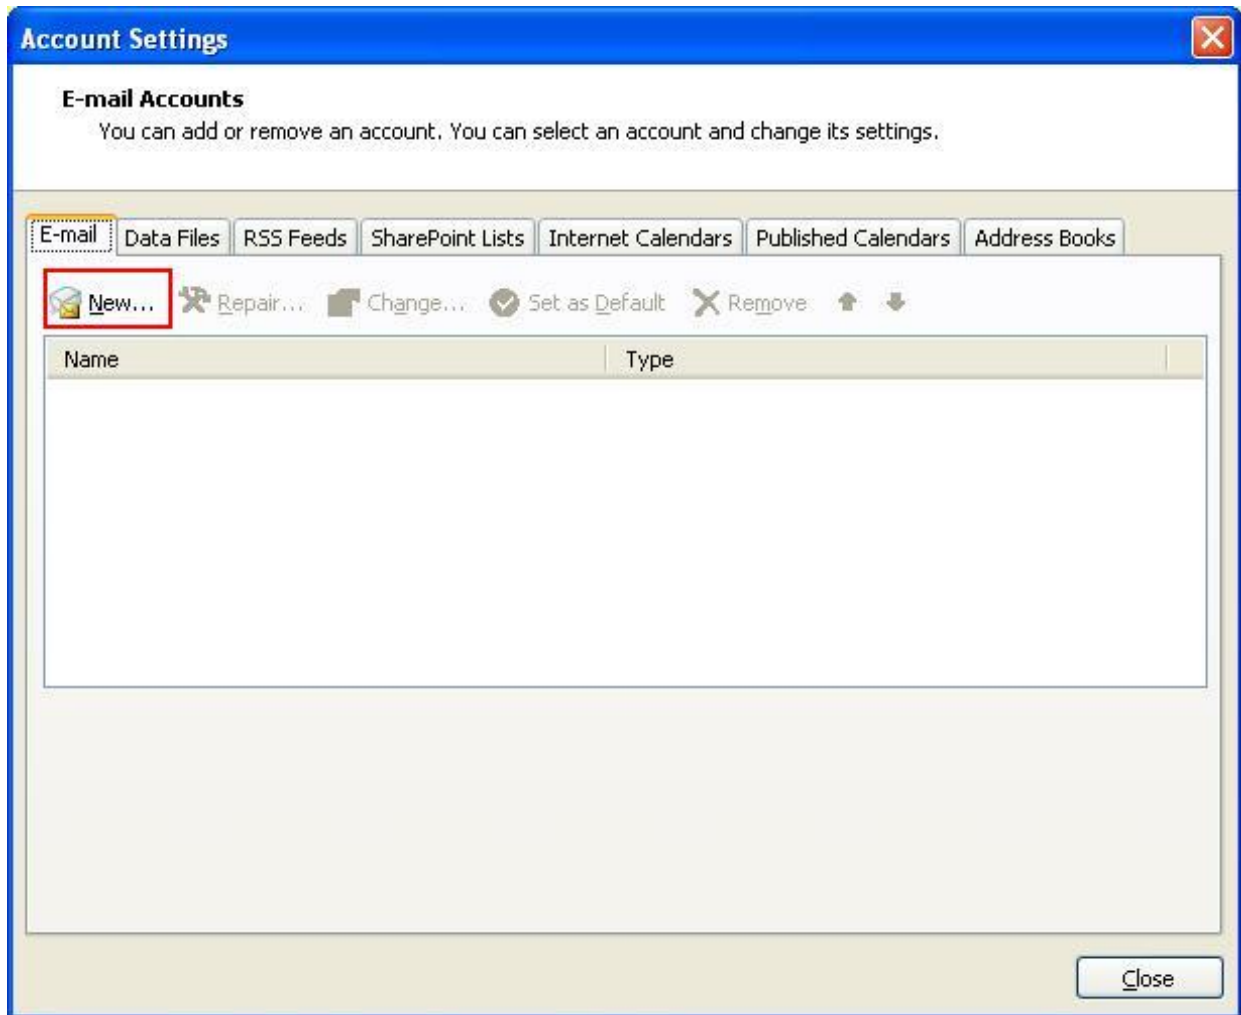 Account Settings
E-mail Accounts
You can add or remove an account. You can select an account and change its settings.
E-mail Data Files RSS Feeds SharePoint Lists Internet Calendars Published Calendars Address Books
New... Repair... Change... Set as Default Remove
Name Type
Close